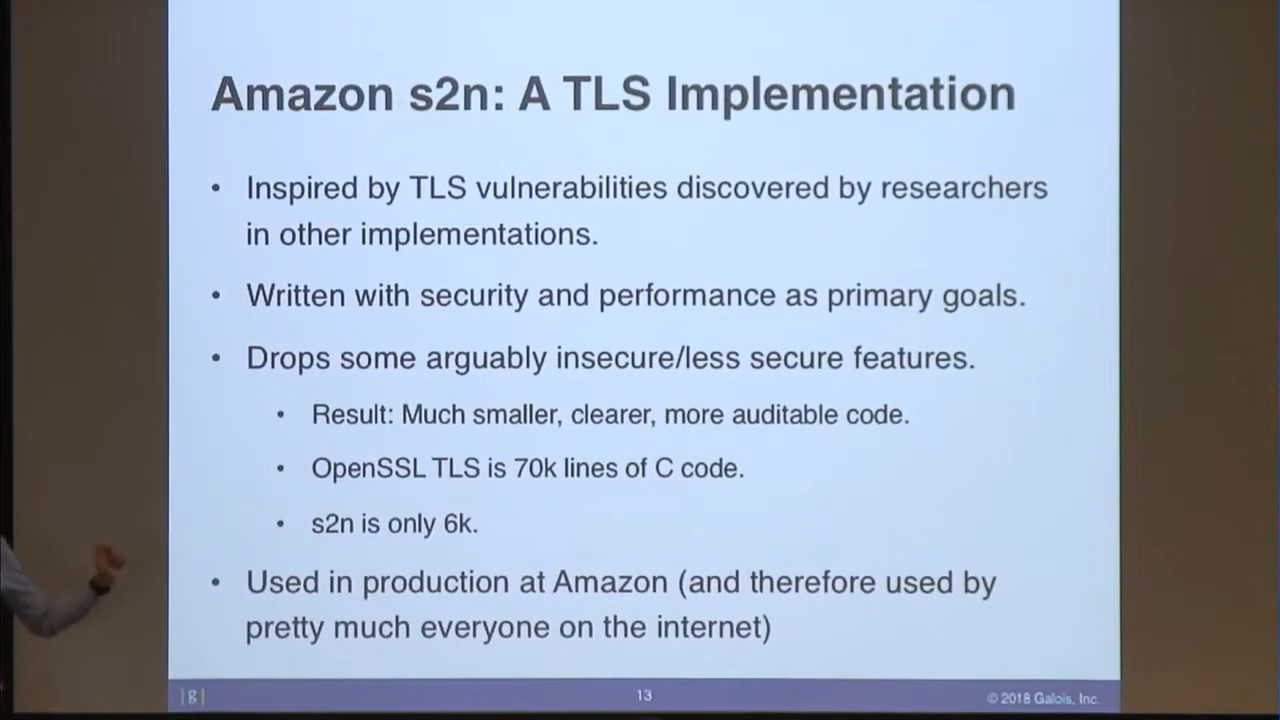 Amazon s2n: A TLS Implementation
• Inspired by TLS vulnerabilities discovered by researchers
in other implementations.
• Written with security and performance as primary goals.
• Drops some arguably insecure/less secure features.
• Result: Much smaller, clearer, more auditable code.
• OpenSSL TLS is 70k lines of C code.
• s2n is only 6k.
• Used in production at Amazon (and therefore used by
pretty much everyone on the internet)
|g|
13
© 2018 Galois, Inc.